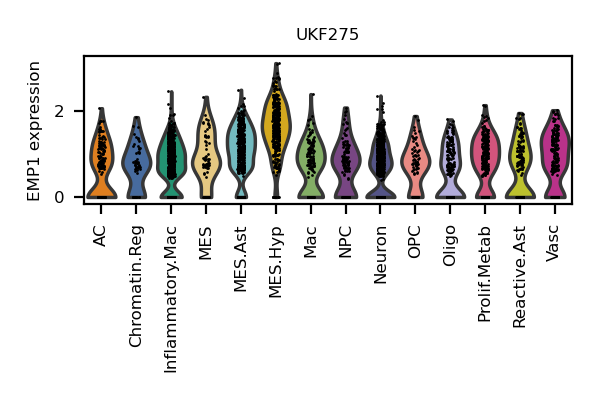 UKF275
EMP1 expression
2
0
AC
Chromatin.Reg
Inflammatory.Mac
MES
MES.Ast
MES.Hyp
Mac
NPC
Neuron
OPC
Oligo
Prolif.Metab
Reactive.Ast
Vasc